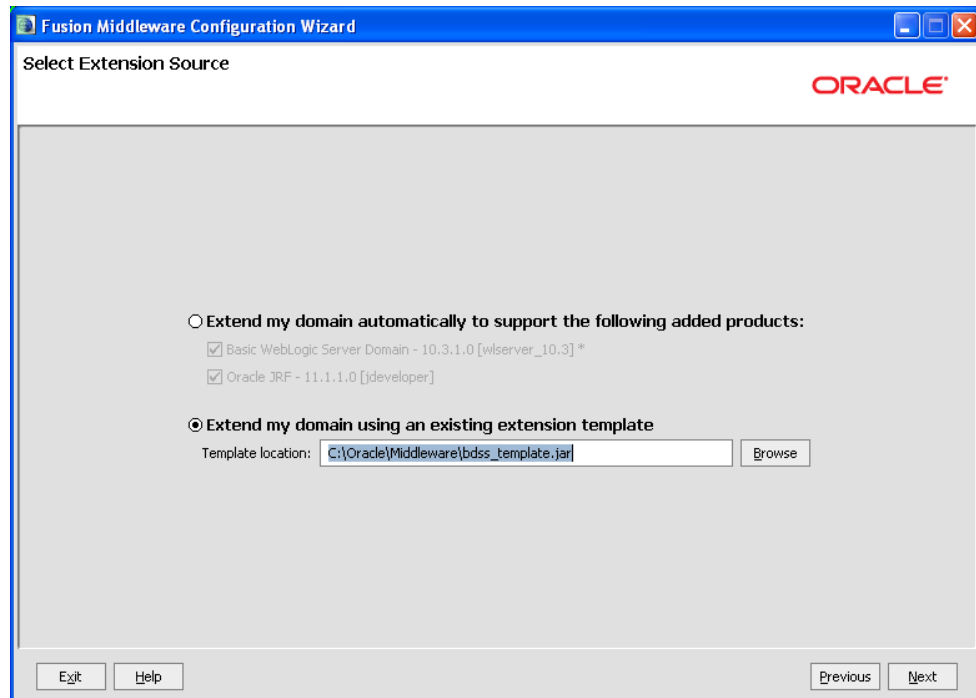 Fusion Middleware Configuration Wizard
Select Extension Source
ORACLE
Extend my domain automatically to support the following added products:
Basic WebLogic Server Domain - 10.3.1.0 [wlserver_10.3] *
Oracle JRF - 11.1.1.0 [jdeveloper]
Extend my domain using an existing extension template
Template location: C:\Oracle\Middleware\bdss_template.jar Browse
Exit Help Previous Next